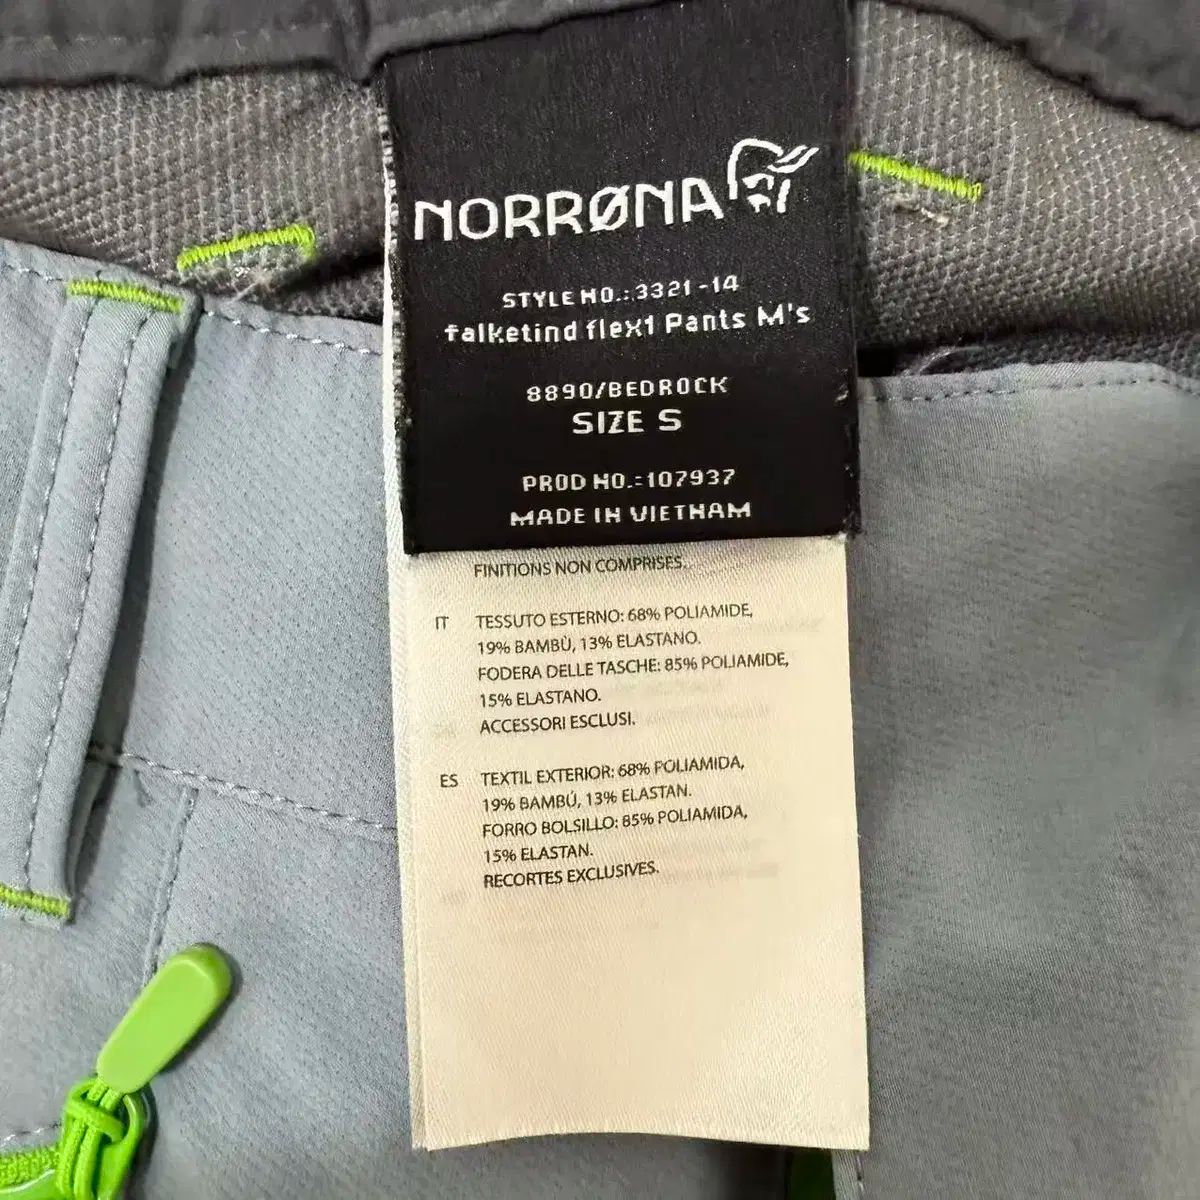 NORRØNA
STYLE NO.:3321-14
falketind flex1 Pants M's
8890/BEDROCK
SIZE S
PROD NO.:107937
MADE IN VIETNAM
FINITIONS NON COMPRISES.
IT TESSUTO ESTERNO: 68% POLIAMIDE,
19% BAMBÙ, 13% ELASTANO.
FODERA DELLE TASCHE: 85% POLIAMIDE,
15% ELASTANO.
ACCESSORI ESCLUSI.
ES TEXTIL EXTERIOR: 68% POLIAMIDA,
19% BAMBÚ, 13% ELASTAN.
FORRO BOLSILLO: 85% POLIAMIDA,
15% ELASTAN.
RECORTES EXCLUSIVES.